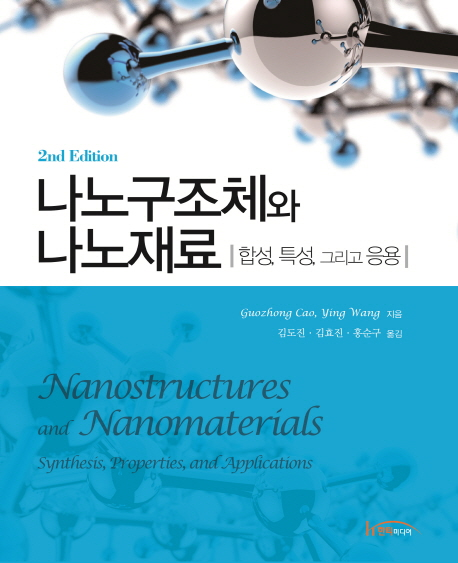 2nd Edition
나노구조체와
나노재료 | 합성, 특성, 그리고 응용 |
Guozhong Cao, Ying Wang 지음
김도진 · 김효진 · 홍순구 옮김
Nanostructures
and Nanomaterials
Synthesis, Properties, and Applications
한티미디어